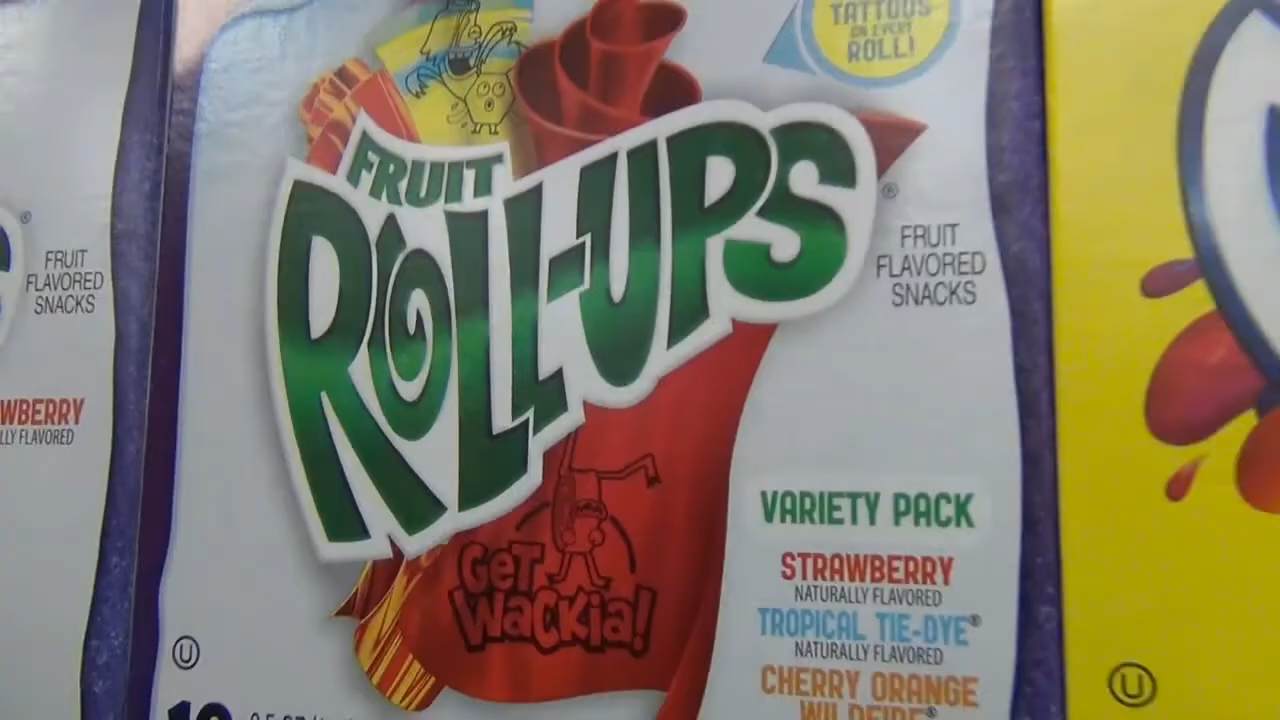 TATTOOS
ON EVERY
ROLL!
FRUIT
ROLL-UPS
®
FRUIT
FLAVORED
SNACKS
®
FRUIT
FLAVORED
SNACKS
WBERRY
LLY FLAVORED
GET
WACKia!
VARIETY PACK
STRAWBERRY
NATURALLY FLAVORED
TROPICAL TIE-DYE®
NATURALLY FLAVORED
CHERRY ORANGE
WILDFIRE®
U
U